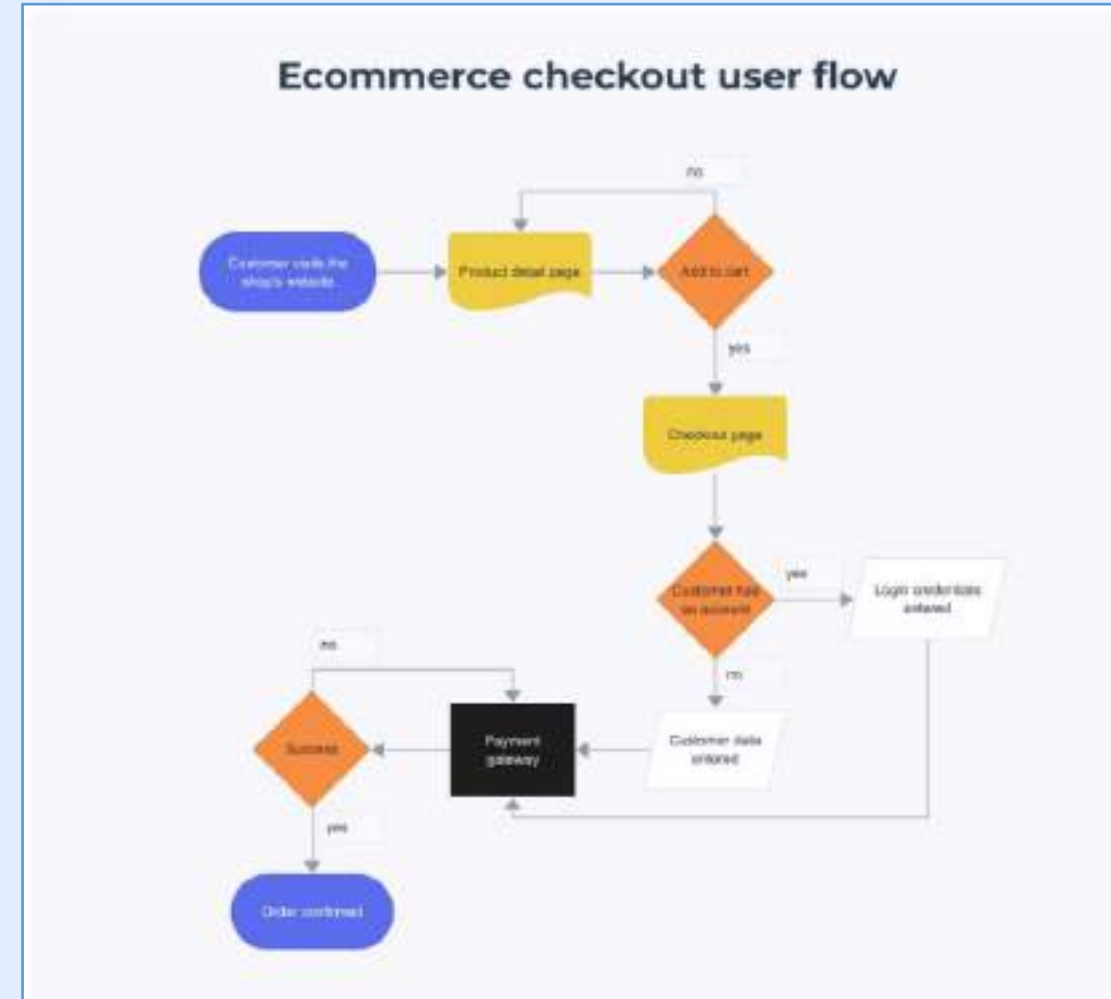 Ecommerce checkout user flow
no
Customer visits the
shop's website
Product detail page
Add to cart
yes
Checkout page
Customer has
an account
yes
Login credentials
entered
no
no
Success
Payment
gateway
Customer data
entered
yes
Order confirmed